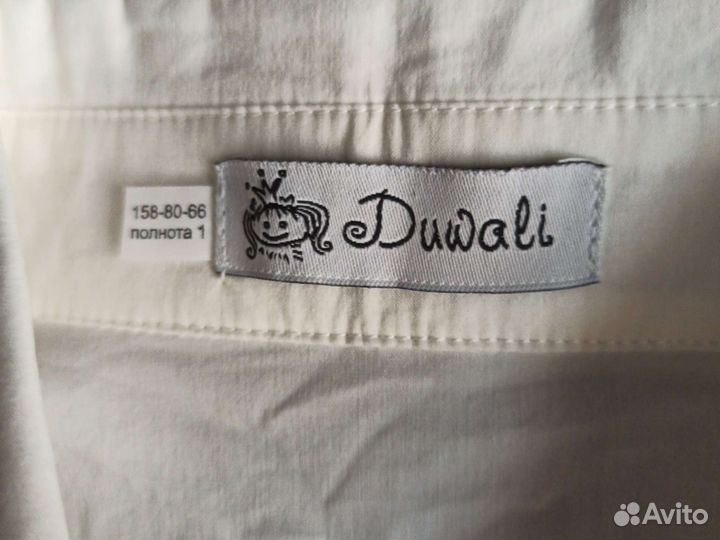 158-80-66
полнота 1
Duwali
Avito